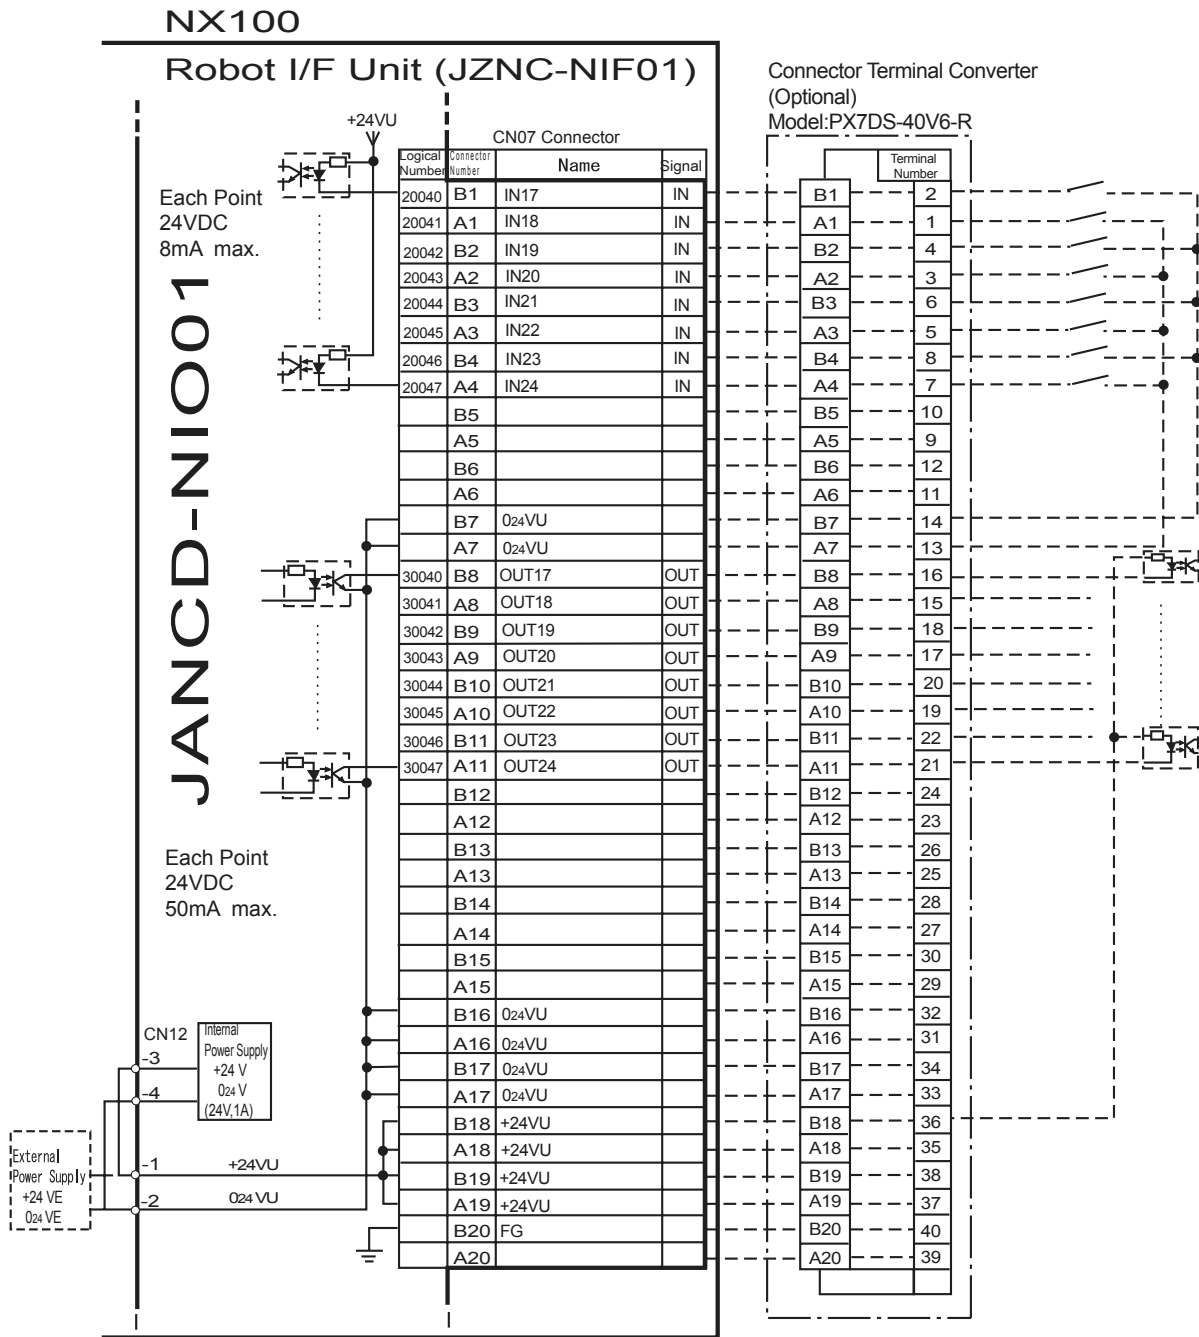 NX100
Robot I/F Unit (JZNC-NIF01)
Connector Terminal Converter
(Optional)
Model:PX7DS-40V6-R
+24VU
CN07 Connector
Logical Number Connector Number Name Signal
Terminal Number
Each Point
24VDC
8mA max.
JANCD-NIO01
20040 B1 IN17 IN B1 2
20041 A1 IN18 IN A1 1
20042 B2 IN19 IN B2 4
20043 A2 IN20 IN A2 3
20044 B3 IN21 IN B3 6
20045 A3 IN22 IN A3 5
20046 B4 IN23 IN B4 8
20047 A4 IN24 IN A4 7
B5 B5 10
A5 A5 9
B6 B6 12
A6 A6 11
B7 024VU B7 14
A7 024VU A7 13
30040 B8 OUT17 OUT B8 16
30041 A8 OUT18 OUT A8 15
30042 B9 OUT19 OUT B9 18
30043 A9 OUT20 OUT A9 17
30044 B10 OUT21 OUT B10 20
30045 A10 OUT22 OUT A10 19
30046 B11 OUT23 OUT B11 22
30047 A11 OUT24 OUT A11 21
B12 B12 24
A12 A12 23
B13 B13 26
A13 A13 25
B14 B14 28
A14 A14 27
B15 B15 30
A15 A15 29
B16 024VU B16 32
A16 024VU A16 31
B17 024VU B17 34
A17 024VU A17 33
B18 +24VU B18 36
A18 +24VU A18 35
B19 +24VU B19 38
A19 +24VU A19 37
B20 FG B20 40
A20 A20 39
Each Point
24VDC
50mA max.
CN12
-3
-4
Internal
Power Supply
+24 V
024 V
(24V,1A)
External
Power Supply
+24 VE
024 VE
-1 +24VU
-2 024 VU